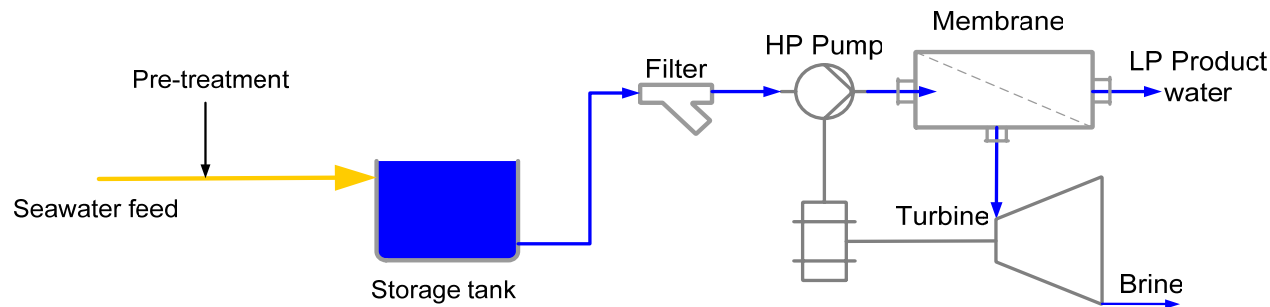 Membrane
HP Pump
LP Product
water
Filter
Pre-treatment
Seawater feed
Turbine
Storage tank
Brine